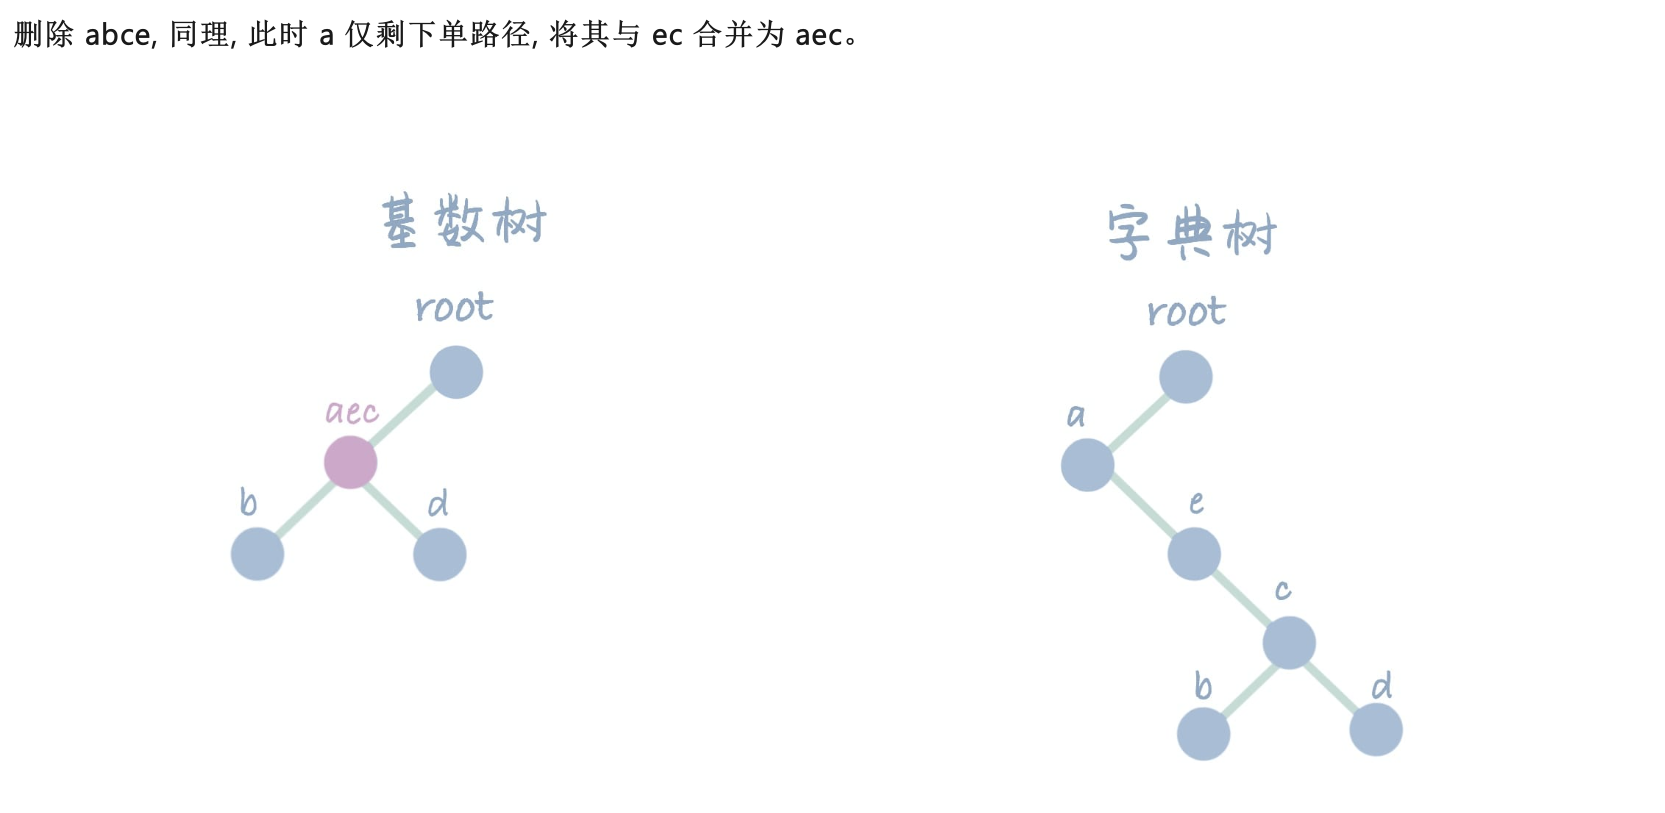 删除 abce, 同理, 此时 a 仅剩下单路径, 将其与 ec 合并为 aec。
基数树
root
aec
b
d
字典树
root
a
e
c
b
d